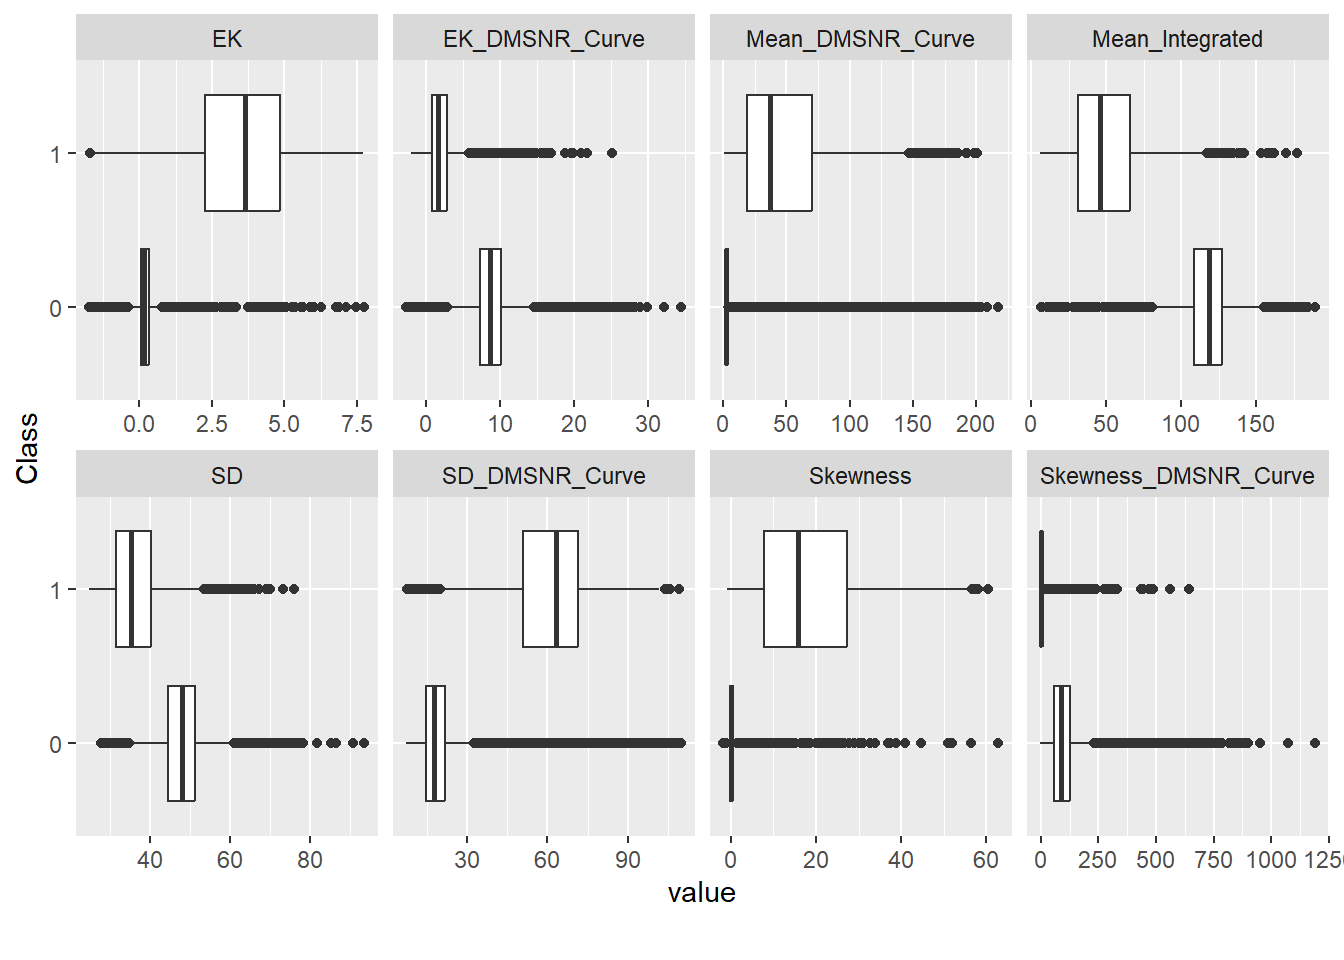 EK EK_DMSNR_Curve Mean_DMSNR_Curve Mean_Integrated
1
0
0.0 2.5 5.0 7.5 0 10 20 30 0 50 100 150 200 0 50 100 150
Class
SD SD_DMSNR_Curve Skewness Skewness_DMSNR_Curve
1
0
40 60 80 30 60 90 0 20 40 60 0 250 500 750 1000 1250
value